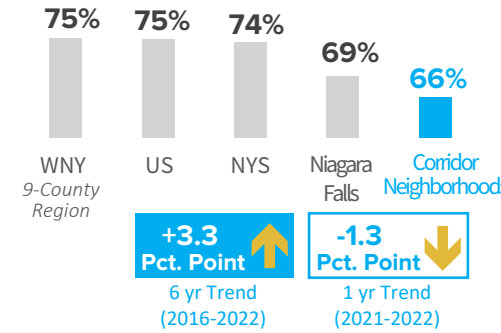 75%
75%
74%
69%
66%
WNY
9-County
Region
US
NYS
Niagara
Falls
Corridor
Neighborhood
+3.3
Pct. Point
6 yr Trend
(2016-2022)
-1.3
Pct. Point
1 yr Trend
(2021-2022)